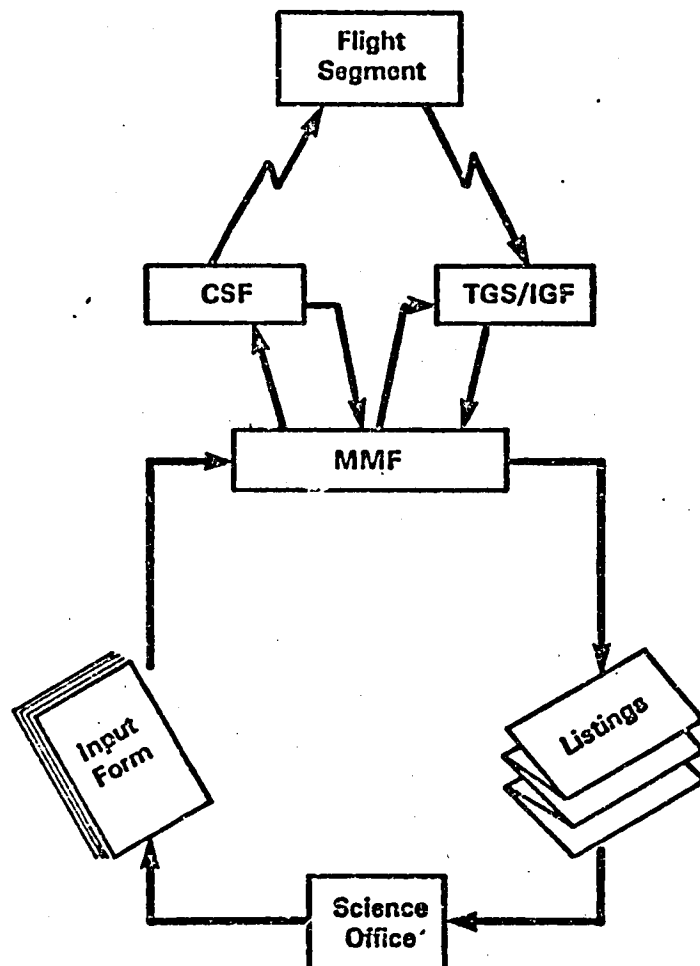 Flight
Segment
CSF
TGS/IGF
MMF
Input
Form
Listings
Science
Office